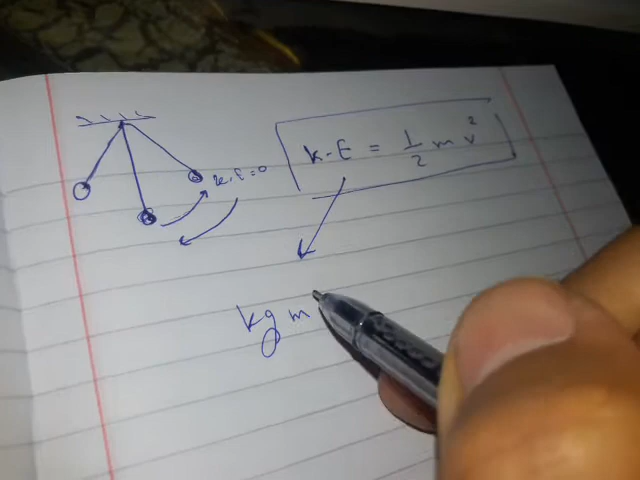 K.E=0
K.E = 1/2 m v²
kg m